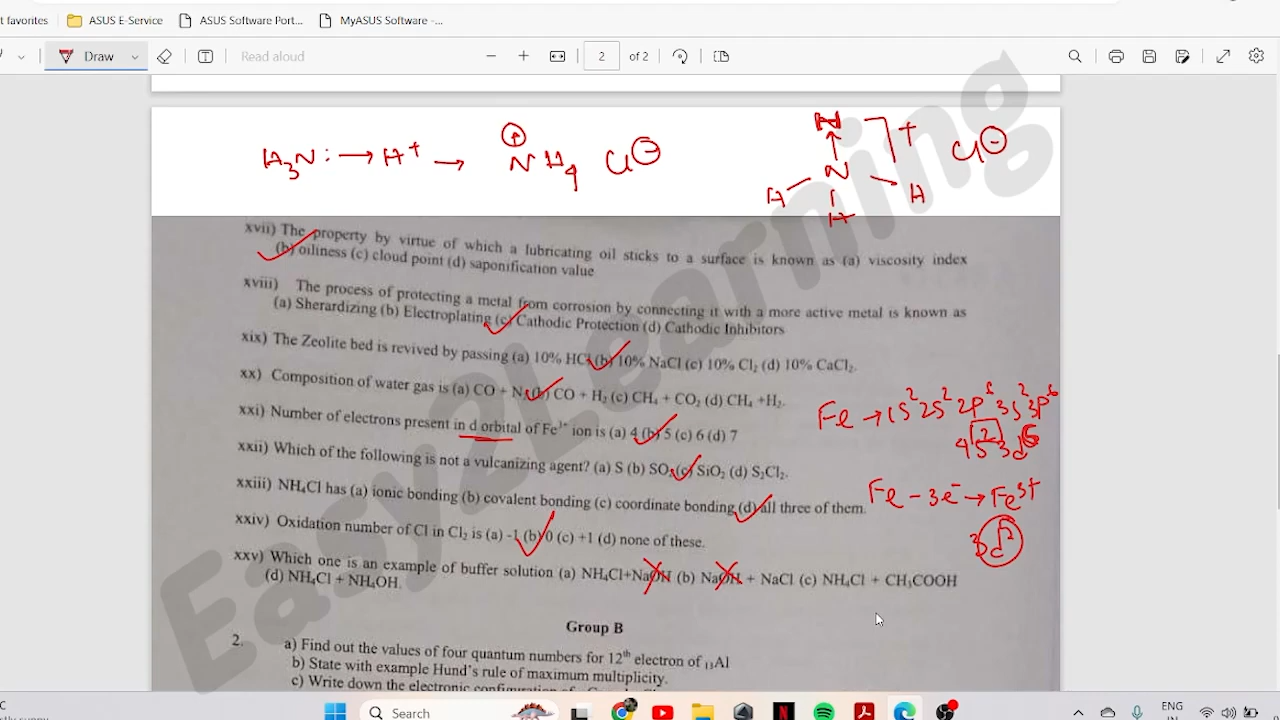 t favorites ASUS E-Service ASUS Software Port... MyASUS Software -...
Draw Read aloud 2 of 2
H₃N: → H⁺ → NH₄ Cl
N H H H + Cl
xvii) The property by virtue of which a lubricating oil sticks to a surface is known as (a) viscosity index
(b) oiliness (c) cloud point (d) saponification value
xviii) The process of protecting a metal from corrosion by connecting it with a more active metal is known as
(a) Sherardizing (b) Electroplating (c) Cathodic Protection (d) Cathodic Inhibitors
xix) The Zeolite bed is revived by passing (a) 10% HCl (b) 10% NaCl (c) 10% Cl₂ (d) 10% CaCl₂.
xx) Composition of water gas is (a) CO + N₂ (b) CO + H₂ (c) CH₄ + CO₂ (d) CH₄ +H₂.
xxi) Number of electrons present in d orbital of Fe³⁺ ion is (a) 4 (b) 5 (c) 6 (d) 7
Fe → 1s² 2s² 2p⁶ 3s² 3p⁶
4s² 3d⁶
xxii) Which of the following is not a vulcanizing agent? (a) S (b) SO₂ (c) SiO₂ (d) S₂Cl₂.
xxiii) NH₄Cl has (a) ionic bonding (b) covalent bonding (c) coordinate bonding (d) all three of them.
Fe - 3e⁻ → Fe³⁺
xxiv) Oxidation number of Cl in Cl₂ is (a) -1 (b) 0 (c) +1 (d) none of these.
3d⁵
xxv) Which one is an example of buffer solution (a) NH₄Cl+NaOH (b) NaOH + NaCl (c) NH₄Cl + CH₃COOH
(d) NH₄Cl + NH₄OH.
Group B
2. a) Find out the values of four quantum numbers for 12ᵗʰ electron of ₁₃Al
b) State with example Hund's rule of maximum multiplicity.
c) Write down the electronic configuration of
Easy2Learning
Search
ENG